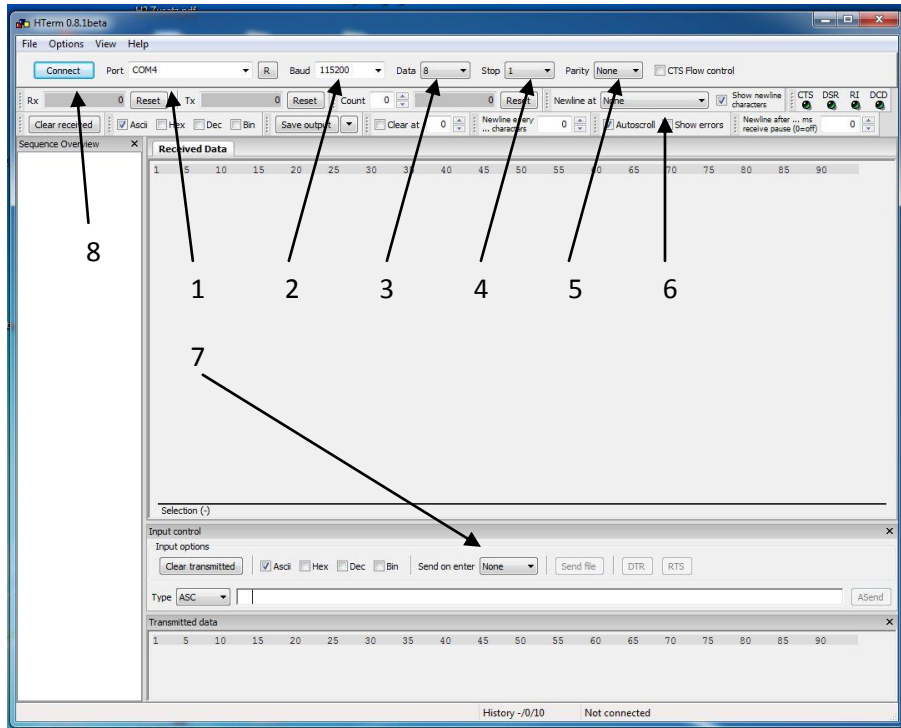 HTerm 0.8.1beta
File Options View Help
Connect Port COM4 R Baud 115200 Data 8 Stop 1 Parity None CTS Flow control
Rx 0 Reset Tx 0 Reset Count 0 0 Reset Newline at None Show newline characters CTS DSR RI DCD
Clear received Ascii Hex Dec Bin Save output Clear at 0 Newline every ... characters 0 Autoscroll Show errors Newline after ... ms receive pause (0=off) 0
Sequence Overview X Received Data
1 5 10 15 20 25 30 35 40 45 50 55 60 65 70 75 80 85 90
8
1 2 3 4 5 6
7
Selection (-)
Input control X
Input options
Clear transmitted Ascii Hex Dec Bin Send on enter None Send file DTR RTS
Type ASC ASend
Transmitted data X
1 5 10 15 20 25 30 35 40 45 50 55 60 65 70 75 80 85 90
History -/0/10 Not connected